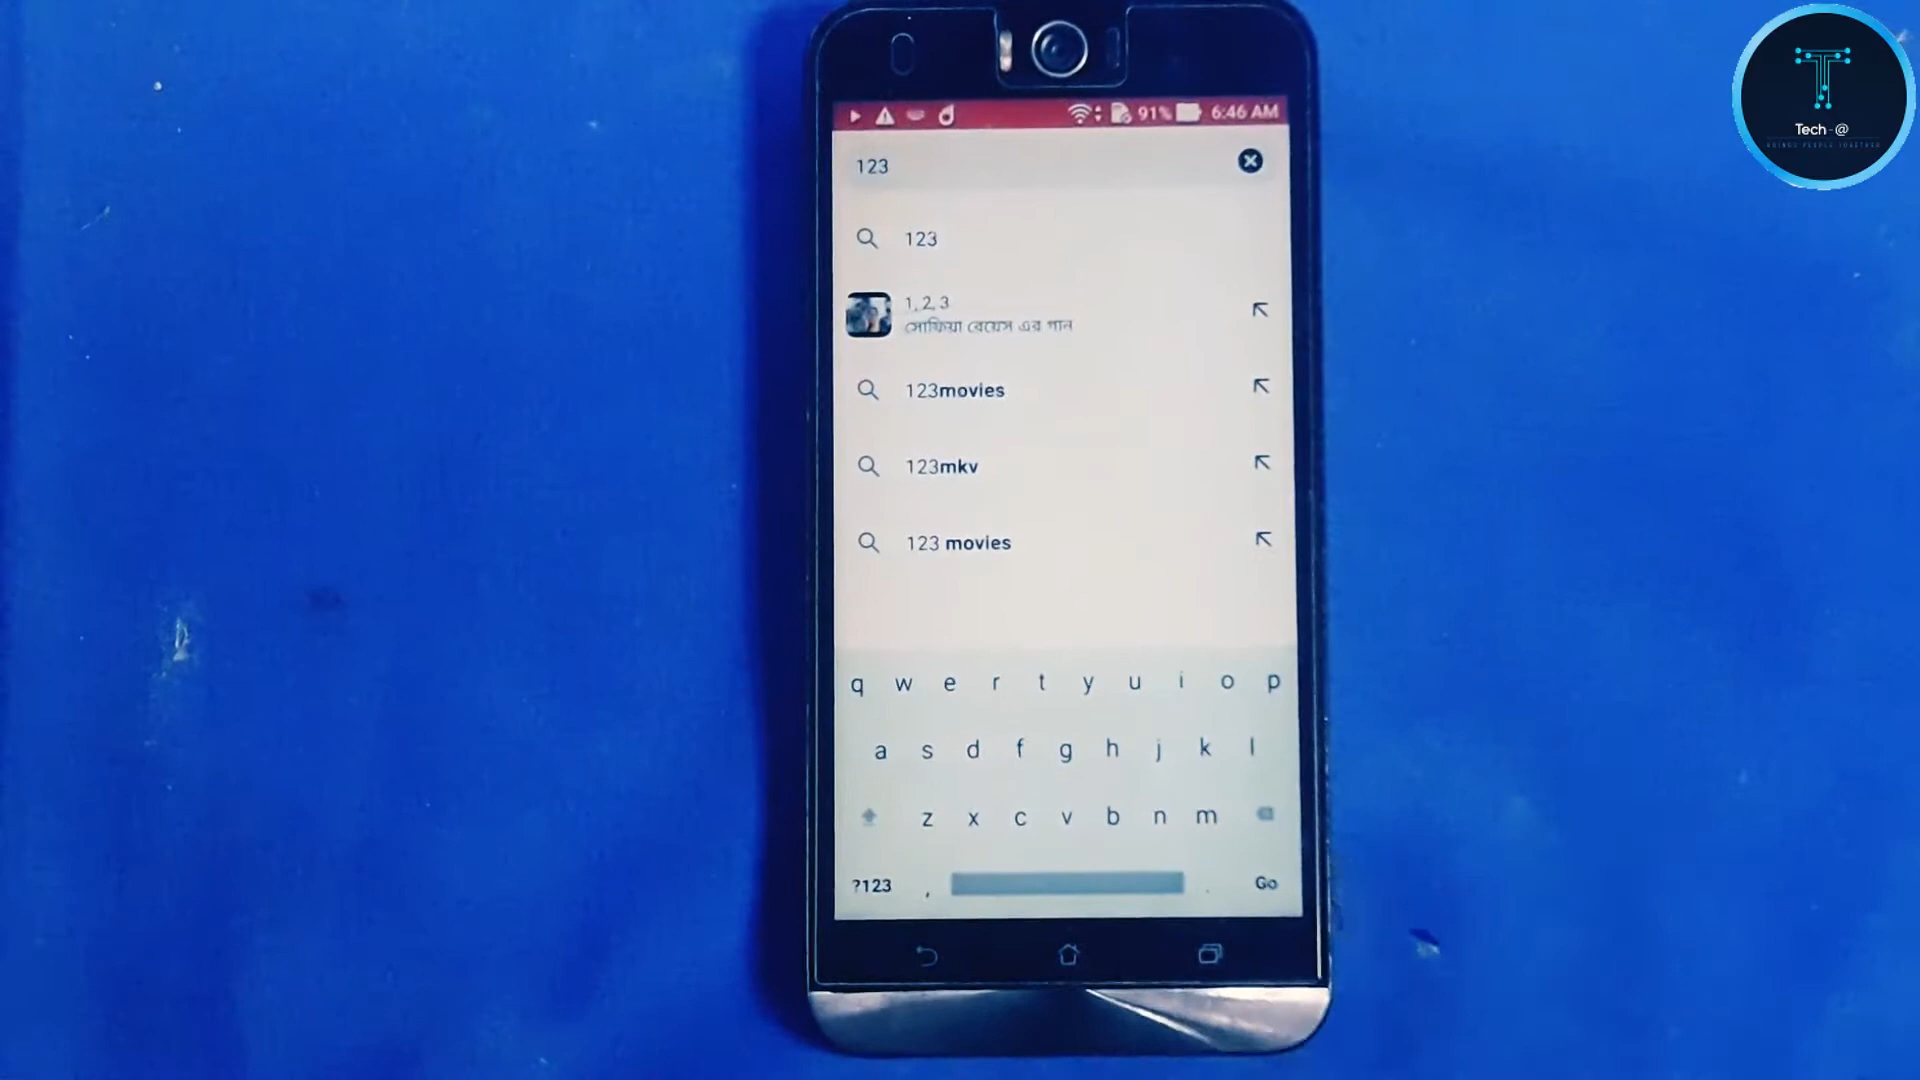 Tech-@
91% 6:46 AM
123
123
1, 2, 3
সোফিয়া রেয়েস এর গান
123movies
123mkv
123 movies
q w e r t y u i o p
a s d f g h j k l
z x c v b n m
?123 , . Go